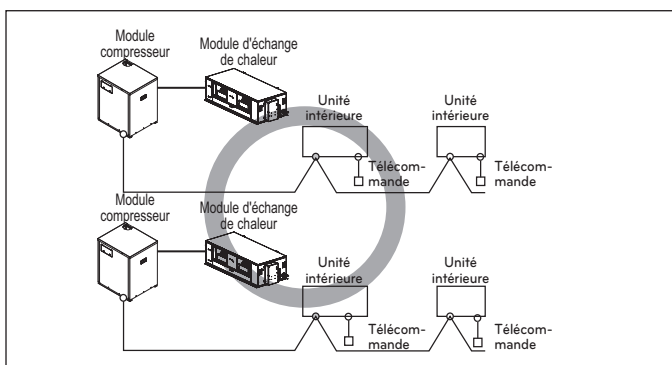 Module
compresseur
Module d'échange
de chaleur
Unité
intérieure
Unité
intérieure
Télécom-
mande
Télécom-
mande
Module
compresseur
Module d'échange
de chaleur
Unité
intérieure
Unité
intérieure
Télécom-
mande
Télécom-
mande